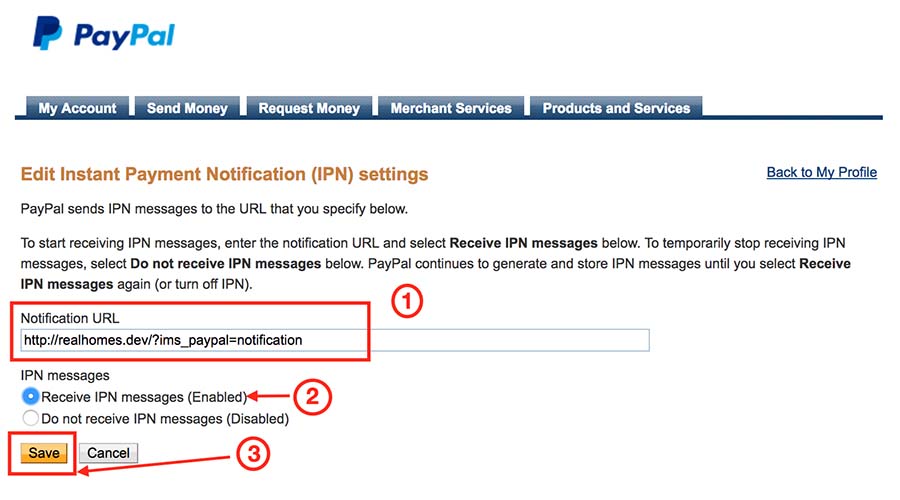 PayPal
My Account Send Money Request Money Merchant Services Products and Services
Edit Instant Payment Notification (IPN) settings
Back to My Profile
PayPal sends IPN messages to the URL that you specify below.
To start receiving IPN messages, enter the notification URL and select Receive IPN messages below. To temporarily stop receiving IPN
messages, select Do not receive IPN messages below. PayPal continues to generate and store IPN messages until you select Receive
IPN messages again (or turn off IPN).
1
Notification URL
http://realhomes.dev/?ims_paypal=notification
IPN messages
Receive IPN messages (Enabled) 2
Do not receive IPN messages (Disabled)
Save Cancel 3